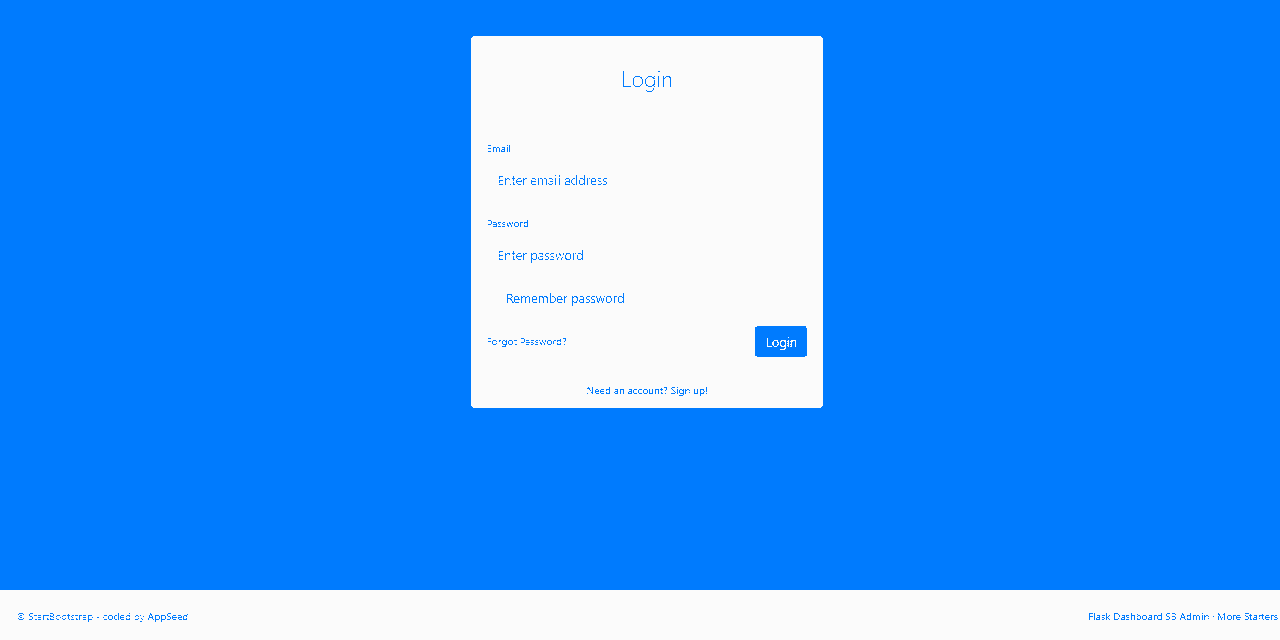 Login
Email
Enter email address
Password
Enter password
Remember password
Forgot Password?
Login
Need an account? Sign up!
© StartBootstrap - coded by AppSeed
Flask Dashboard SB Admin · More Starters